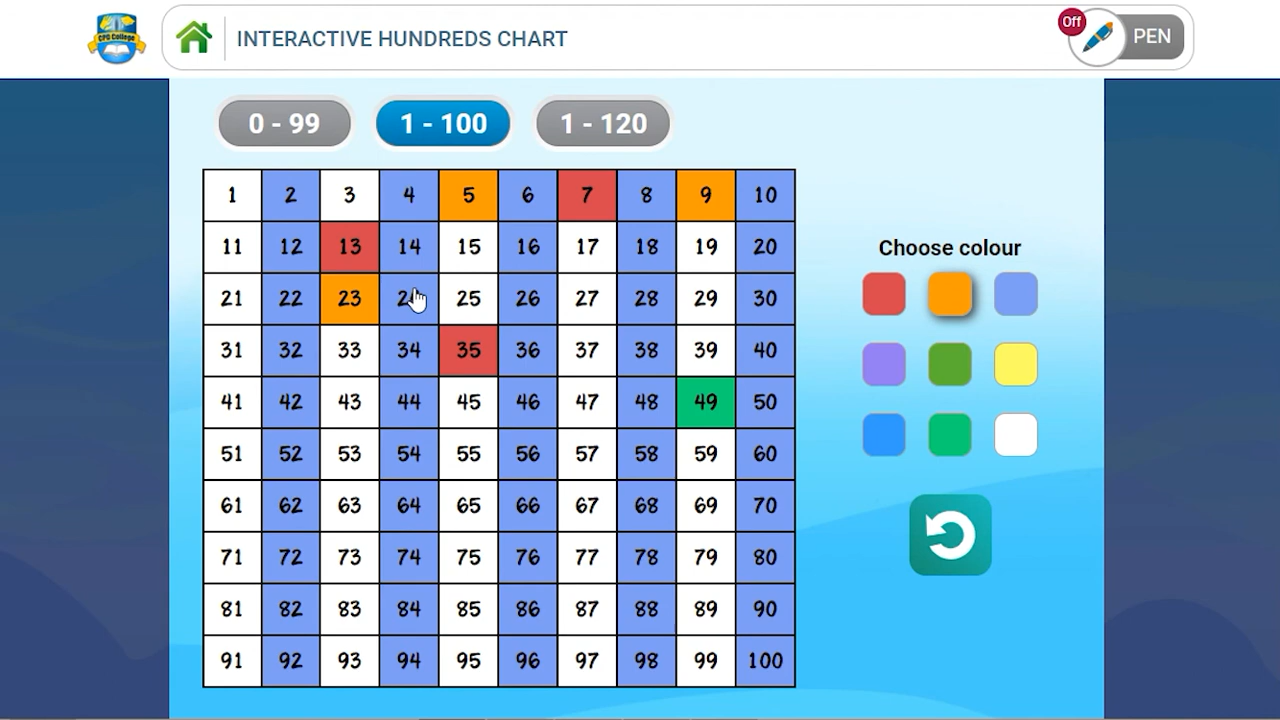 CPG College
INTERACTIVE HUNDREDS CHART
Off
PEN
0 - 99 1 - 100 1 - 120
1 2 3 4 5 6 7 8 9 10
11 12 13 14 15 16 17 18 19 20
Choose colour
21 22 23 2 25 26 27 28 29 30
31 32 33 34 35 36 37 38 39 40
41 42 43 44 45 46 47 48 49 50
51 52 53 54 55 56 57 58 59 60
61 62 63 64 65 66 67 68 69 70
71 72 73 74 75 76 77 78 79 80
81 82 83 84 85 86 87 88 89 90
91 92 93 94 95 96 97 98 99 100